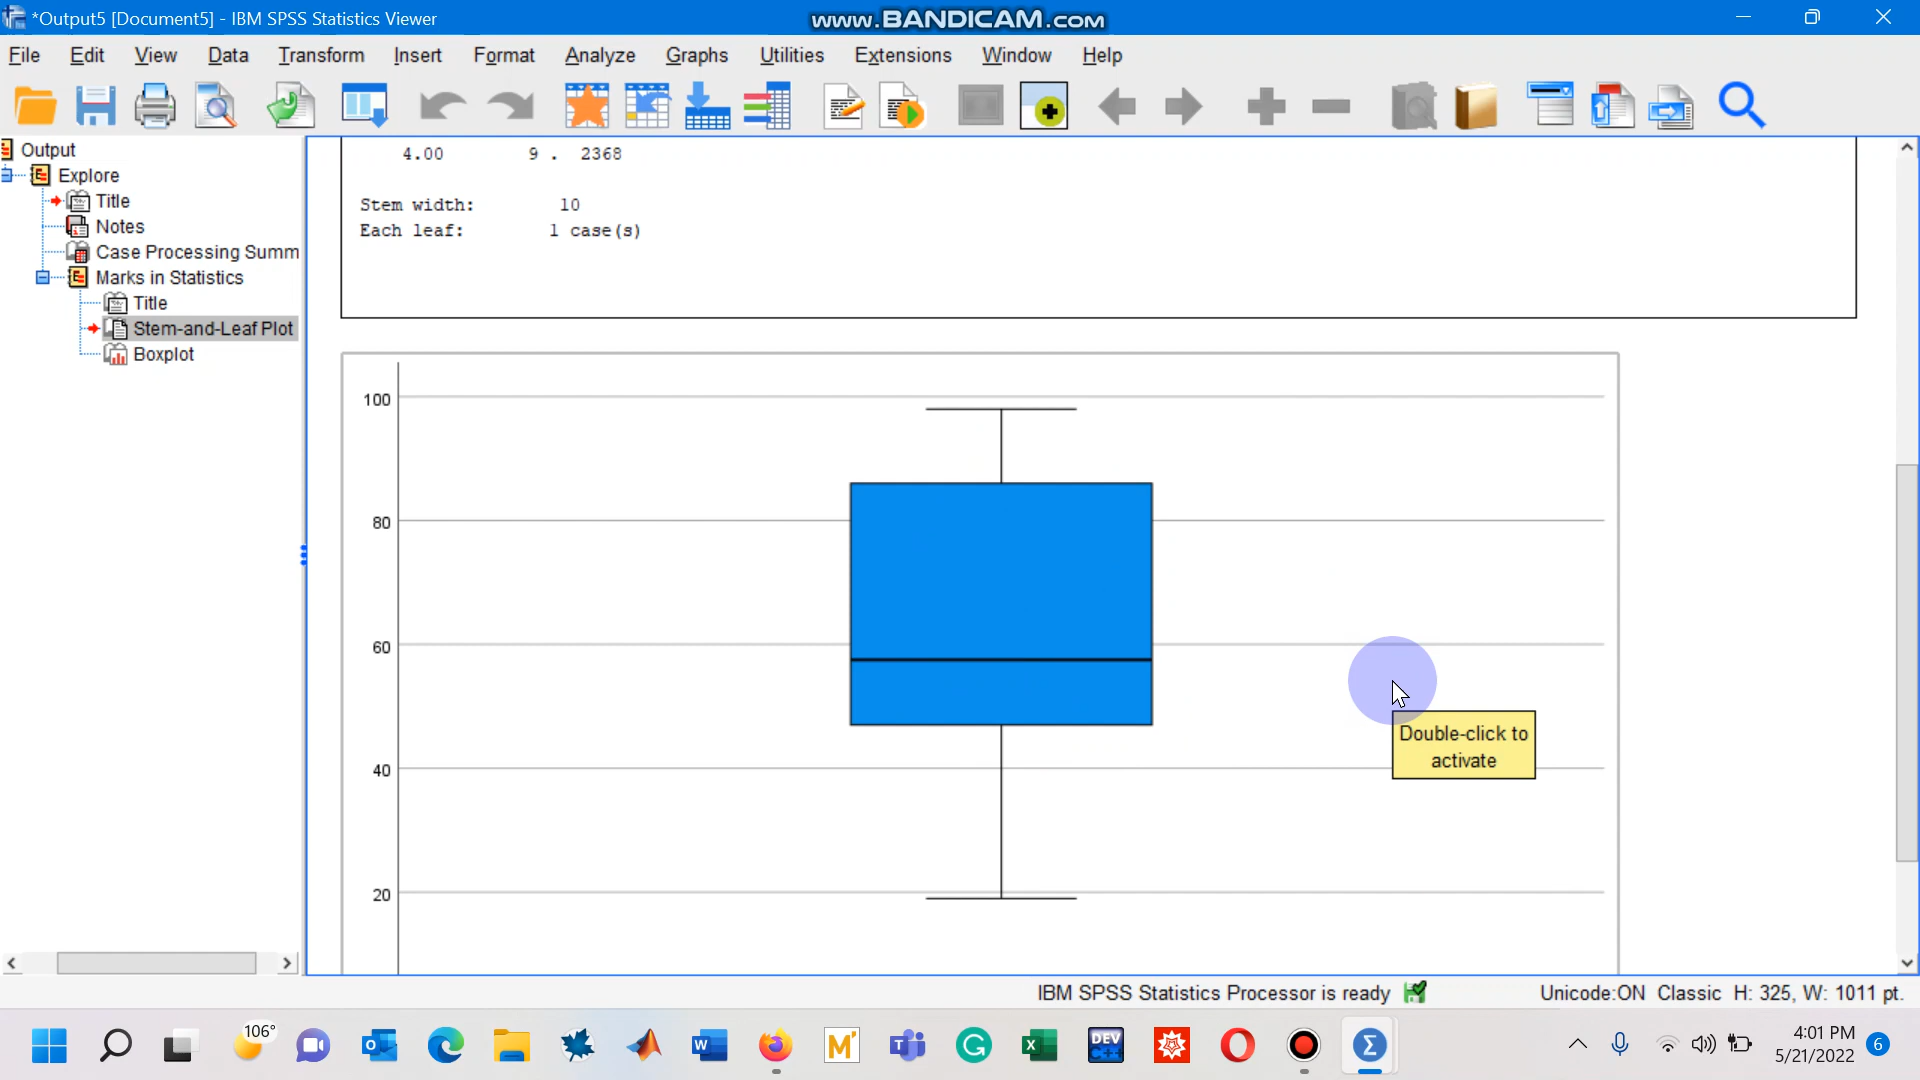 *Output5 [Document5] - IBM SPSS Statistics Viewer
www.BANDICAM.com
File Edit View Data Transform Insert Format Analyze Graphs Utilities Extensions Window Help
Output
Explore
Title
Notes
Case Processing Summ
Marks in Statistics
Title
Stem-and-Leaf Plot
Boxplot
4.00 9 . 2368
Stem width: 10
Each leaf: 1 case(s)
100
80
60
40
20
Double-click to
activate
IBM SPSS Statistics Processor is ready
Unicode:ON Classic H: 325, W: 1011 pt.
106°
DEV
C++
4:01 PM
5/21/2022
6